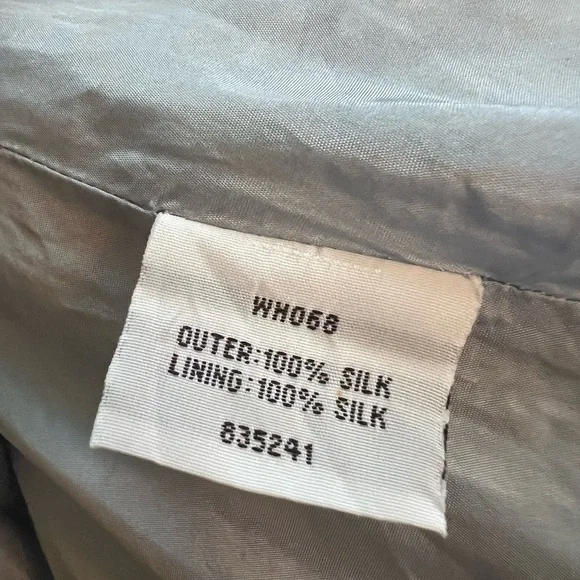 WH068
OUTER:100% SILK
LINING:100% SILK
835241